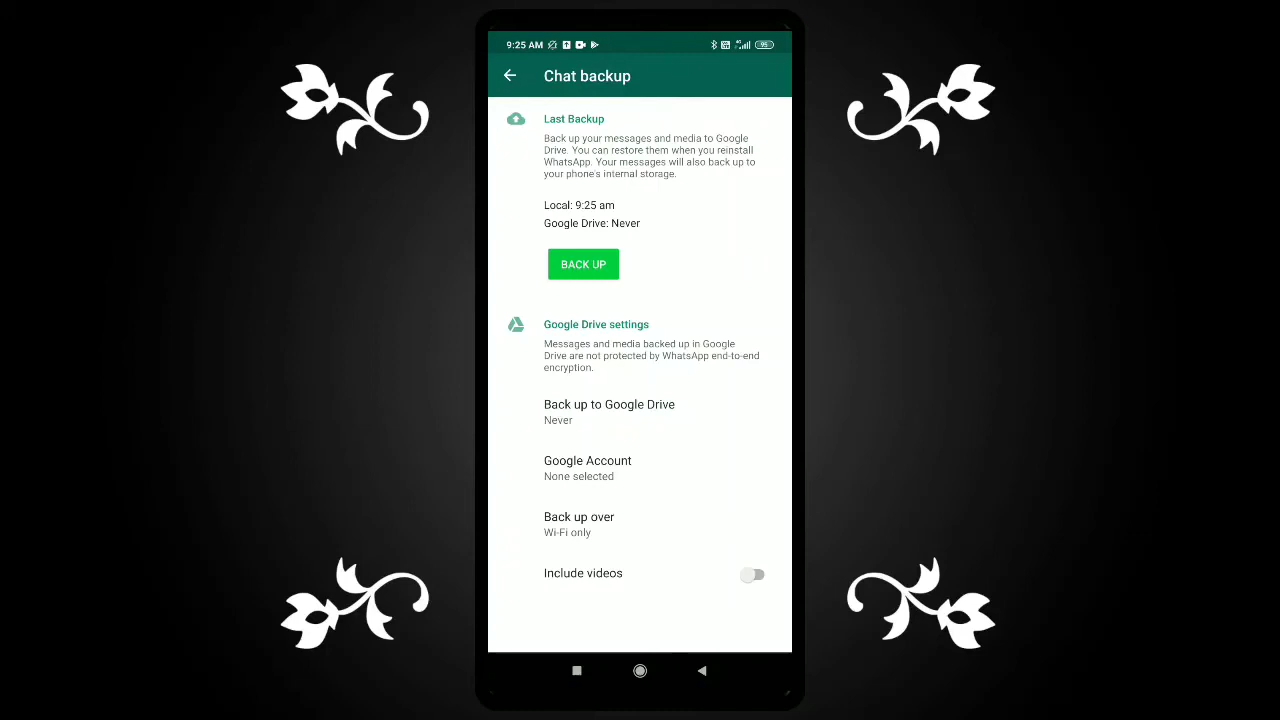 9:25 AM
95
Chat backup
Last Backup
Back up your messages and media to Google
Drive. You can restore them when you reinstall
WhatsApp. Your messages will also back up to
your phone's internal storage.
Local: 9:25 am
Google Drive: Never
BACK UP
Google Drive settings
Messages and media backed up in Google
Drive are not protected by WhatsApp end-to-end
encryption.
Back up to Google Drive
Never
Google Account
None selected
Back up over
Wi-Fi only
Include videos